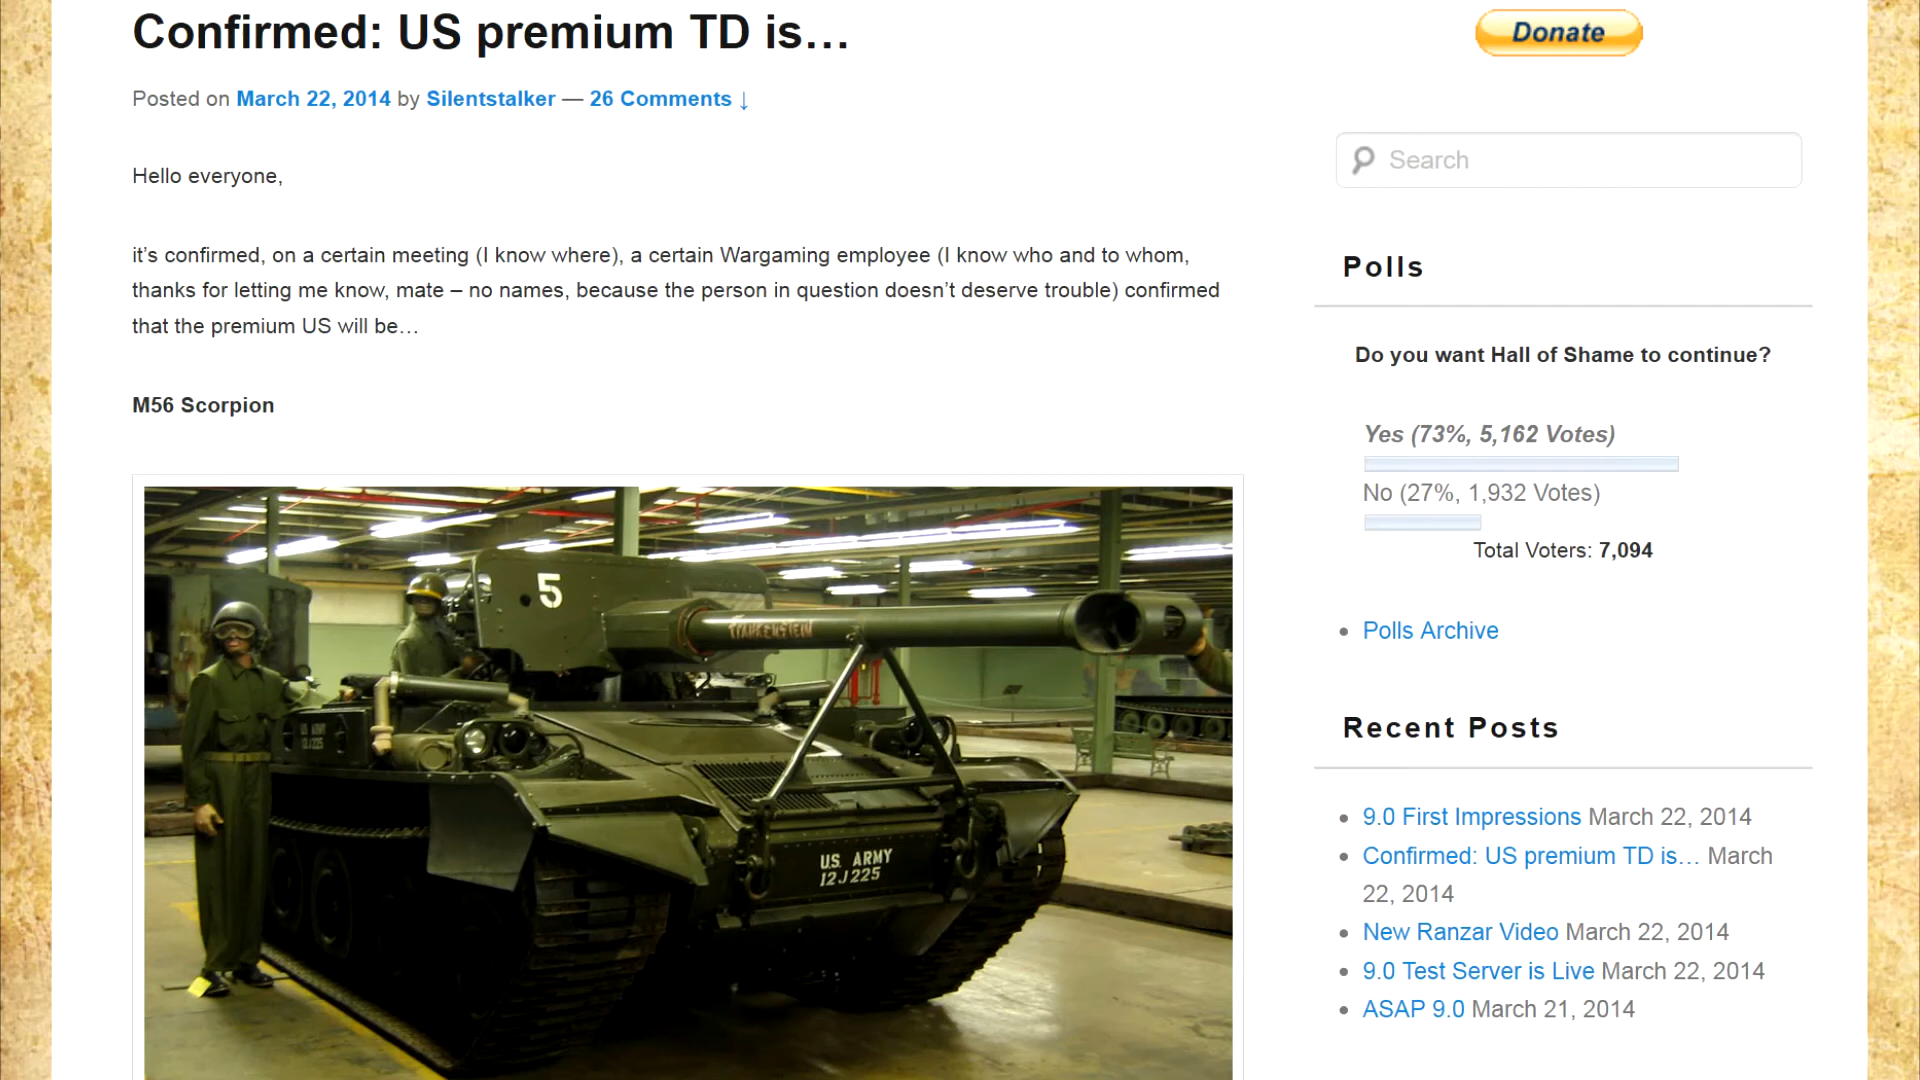 Confirmed: US premium TD is…
Posted on March 22, 2014 by Silentstalker — 26 Comments ↓
Hello everyone,
it’s confirmed, on a certain meeting (I know where), a certain Wargaming employee (I know who and to whom,
thanks for letting me know, mate – no names, because the person in question doesn’t deserve trouble) confirmed
that the premium US will be…
M56 Scorpion
5
FRANKENSTEIN
US ARMY
12J225
U.S. ARMY
12J225
Donate
Search
Polls
Do you want Hall of Shame to continue?
Yes (73%, 5,162 Votes)
No (27%, 1,932 Votes)
Total Voters: 7,094
Polls Archive
Recent Posts
9.0 First Impressions March 22, 2014
Confirmed: US premium TD is… March
22, 2014
New Ranzar Video March 22, 2014
9.0 Test Server is Live March 22, 2014
ASAP 9.0 March 21, 2014